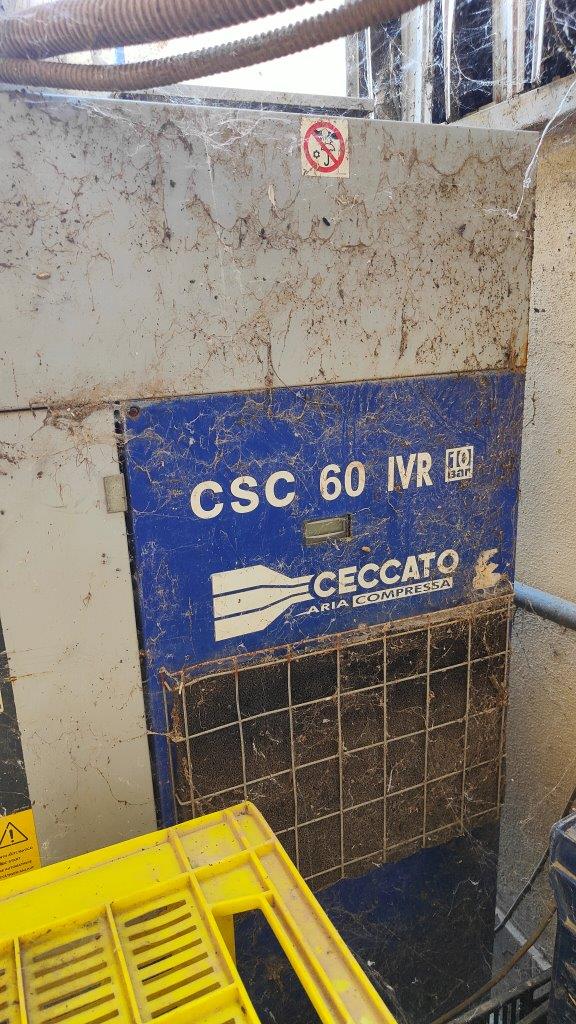 CSC 60 IVR 10 Bar
CECCATO
ARIA COMPRESSA